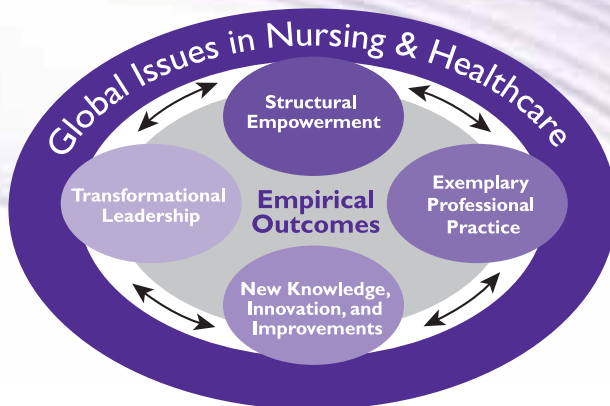 Global Issues in Nursing & Healthcare
Structural
Empowerment
Transformational
Leadership
Empirical
Outcomes
Exemplary
Professional
Practice
New Knowledge,
Innovation, and
Improvements